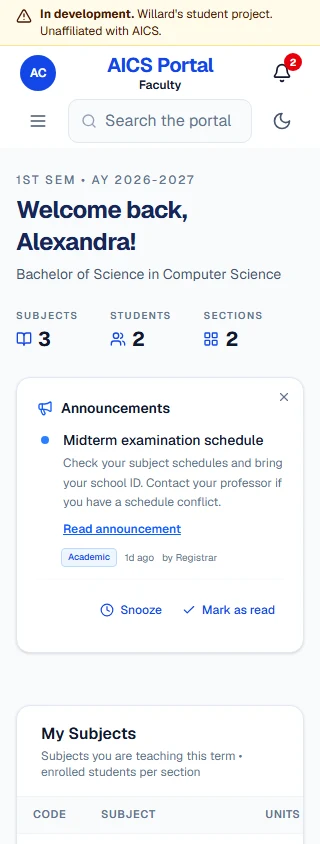 In development. Willard's student project.
Unaffiliated with AICS.
AC
AICS Portal
Faculty
2
Search the portal
1ST SEM • AY 2026-2027
Welcome back,
Alexandra!
Bachelor of Science in Computer Science
SUBJECTS STUDENTS SECTIONS
3 2 2
Announcements
Midterm examination schedule
Check your subject schedules and bring
your school ID. Contact your professor if
you have a schedule conflict.
Read announcement
Academic 1d ago by Registrar
Snooze Mark as read
My Subjects
Subjects you are teaching this term •
enrolled students per section
CODE SUBJECT UNITS